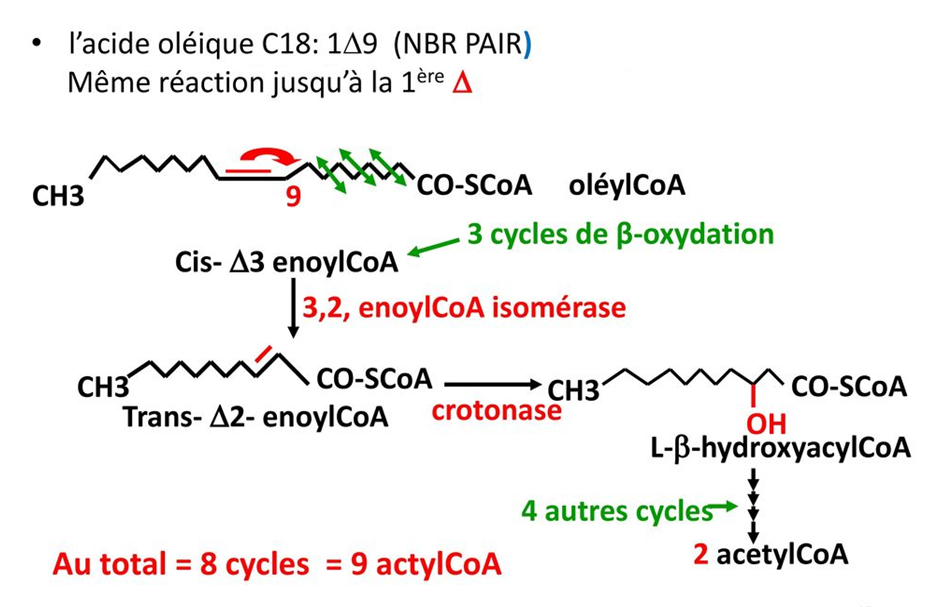 • l'acide oléique C18: 1Δ9 (NBR PAIR)
Même réaction jusqu'à la 1ère Δ
CH3
9
CO-SCoA oléylCoA
3 cycles de β-oxydation
Cis- Δ3 enoylCoA
3,2, enoylCoA isomérase
CH3
CO-SCoA
Trans- Δ2- enoylCoA
crotonase
CH3
CO-SCoA
OH
L-β-hydroxyacylCoA
4 autres cycles
2 acetylCoA
Au total = 8 cycles = 9 actylCoA